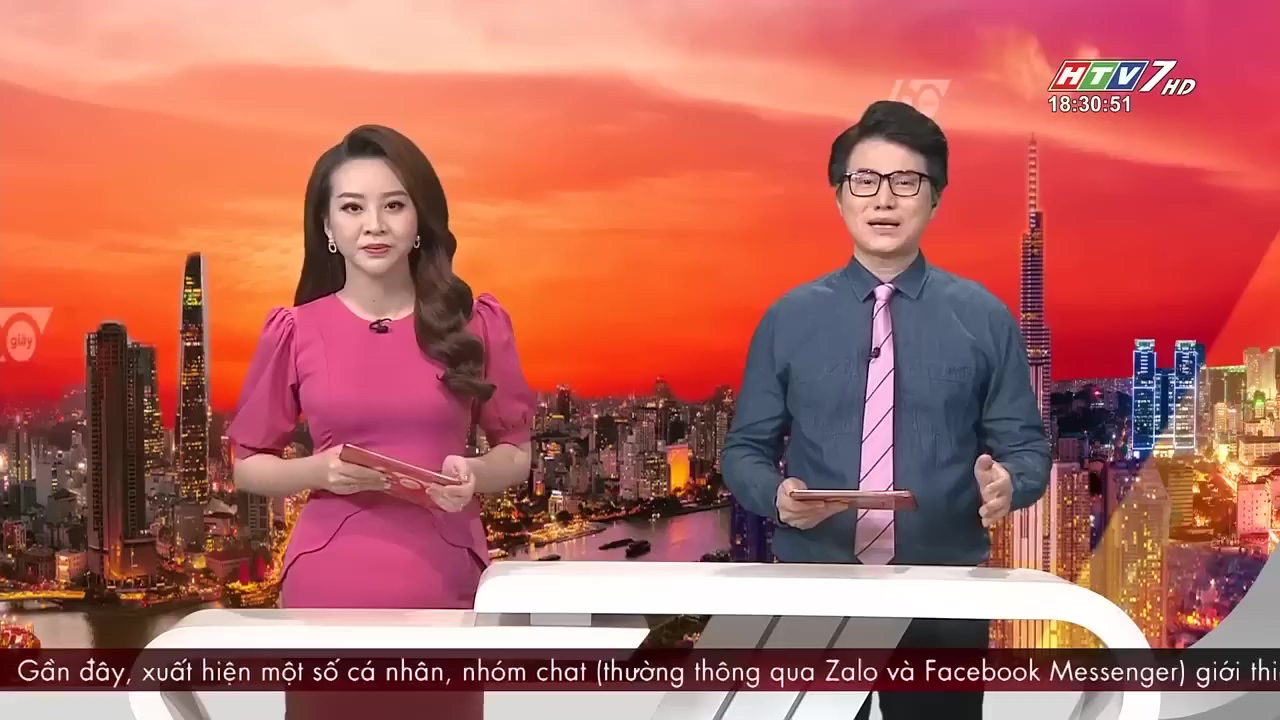 HTV7 HD
18:30:51
giây
Gần đây, xuất hiện một số cá nhân, nhóm chat (thường thông qua Zalo và Facebook Messenger) giới thi